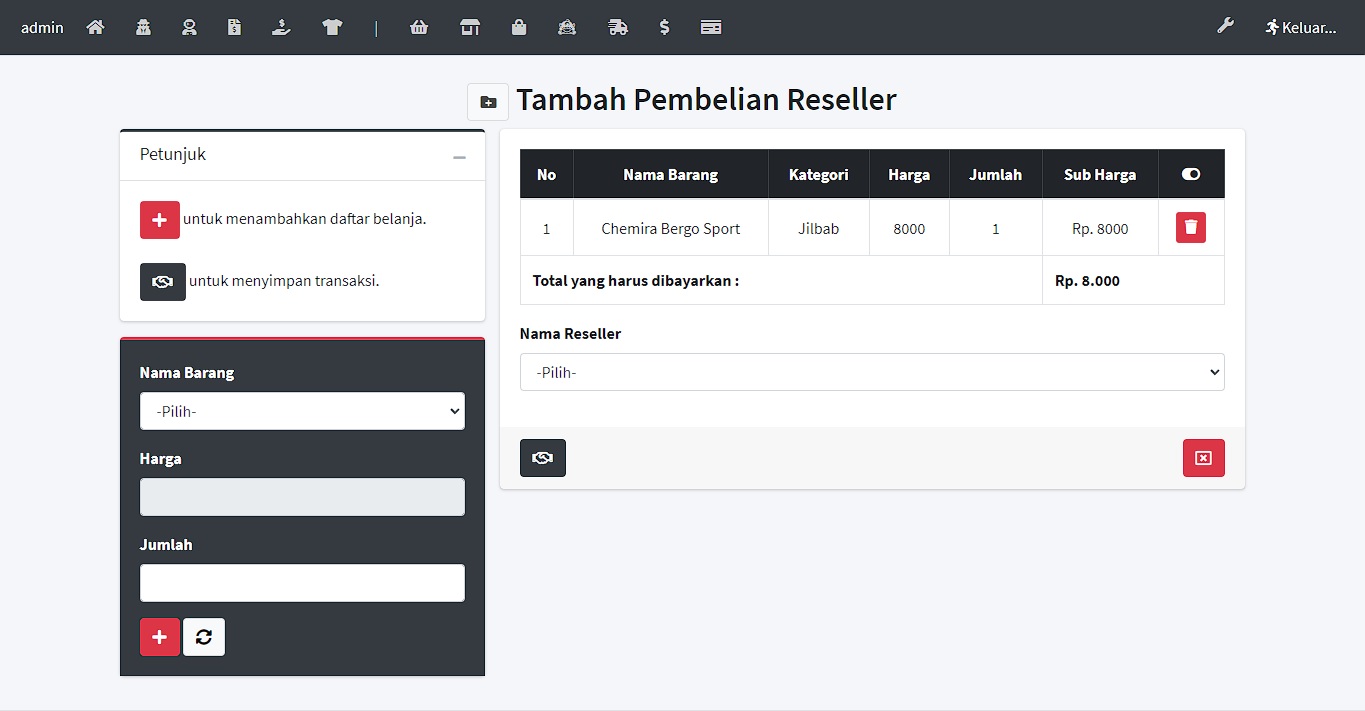 admin | Keluar...
Tambah Pembelian Reseller
Petunjuk
untuk menambahkan daftar belanja.
untuk menyimpan transaksi.
Nama Barang
-Pilih-
Harga
Jumlah
No Nama Barang Kategori Harga Jumlah Sub Harga
1 Chemira Bergo Sport Jilbab 8000 1 Rp. 8000
Total yang harus dibayarkan : Rp. 8.000
Nama Reseller
-Pilih-